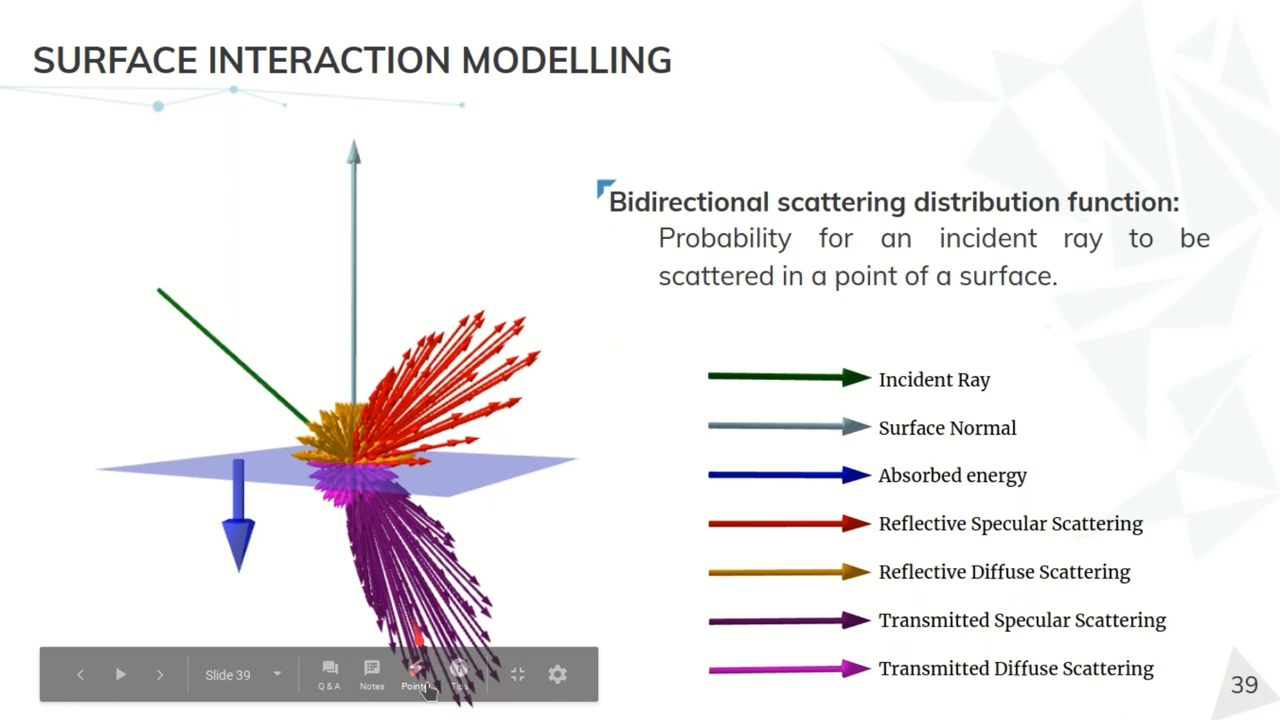 SURFACE INTERACTION MODELLING
Bidirectional scattering distribution function:
Probability for an incident ray to be
scattered in a point of a surface.
Incident Ray
Surface Normal
Absorbed energy
Reflective Specular Scattering
Reflective Diffuse Scattering
Transmitted Specular Scattering
Transmitted Diffuse Scattering
Slide 39
Q & A
Notes
39